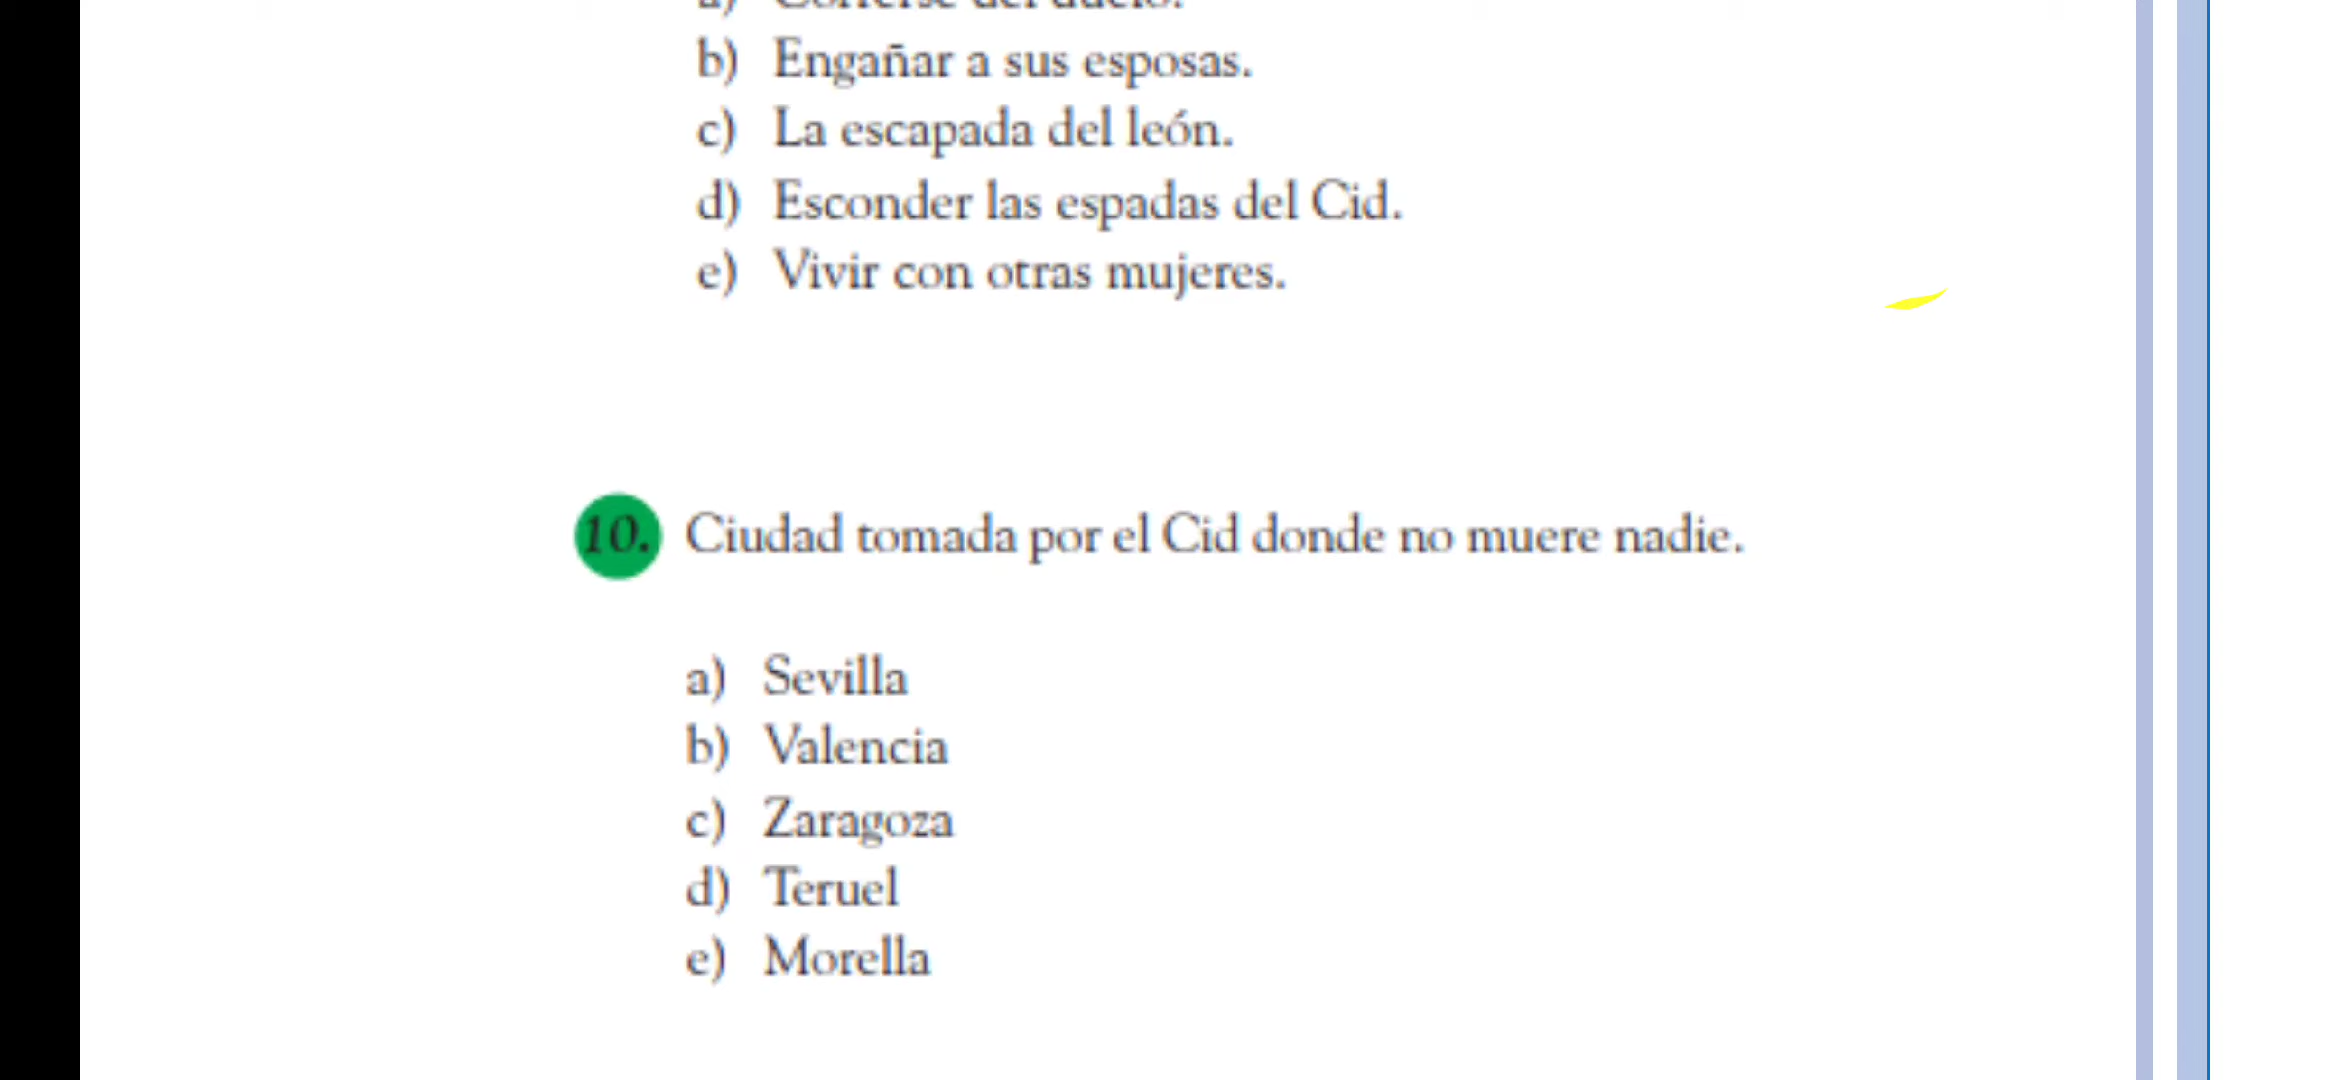 b) Engañar a sus esposas.
c) La escapada del león.
d) Esconder las espadas del Cid.
e) Vivir con otras mujeres.
10. Ciudad tomada por el Cid donde no muere nadie.
a) Sevilla
b) Valencia
c) Zaragoza
d) Teruel
e) Morella